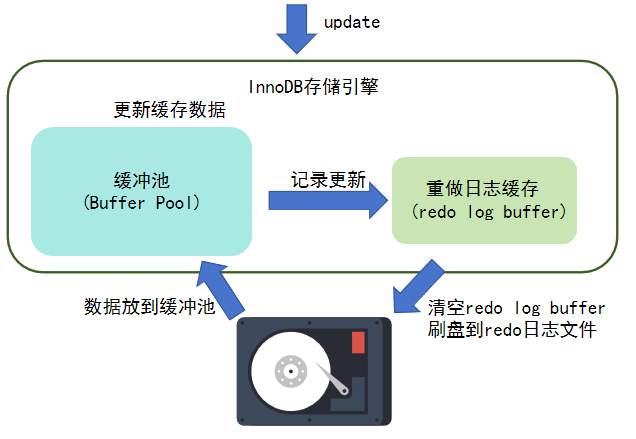 update
InnoDB存储引擎
更新缓存数据
缓冲池
(Buffer Pool)
记录更新
重做日志缓存
(redo log buffer)
数据放到缓冲池
清空redo log buffer
刷盘到redo日志文件